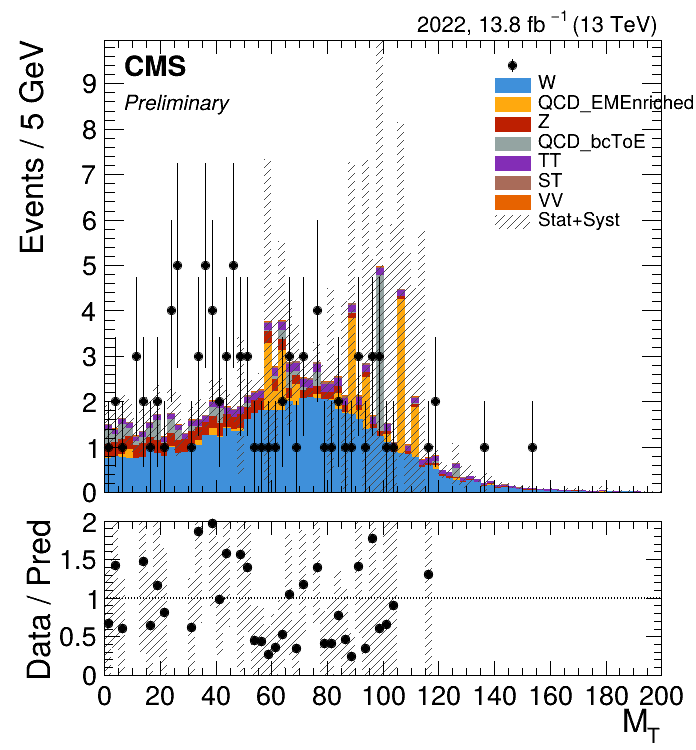 2022, 13.8 fb⁻¹ (13 TeV)
CMS
Preliminary
Events / 5 GeV
9
8
7
6
5
4
3
2
1
0
W
QCD_EMEnriched
Z
QCD_bcToE
TT
ST
VV
Stat+Syst
Data / Pred
2
1.5
1
0.5
0
0 20 40 60 80 100 120 140 160 180 200
M_T